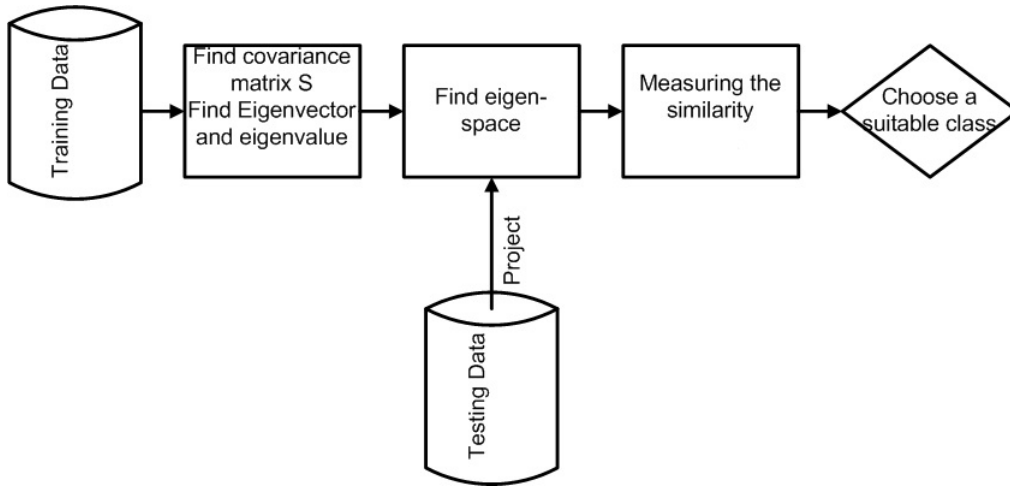 Training Data
Find covariance
matrix S
Find Eigenvector
and eigenvalue
Find eigen-
space
Measuring the
similarity
Choose a
suitable class
Project
Testing Data